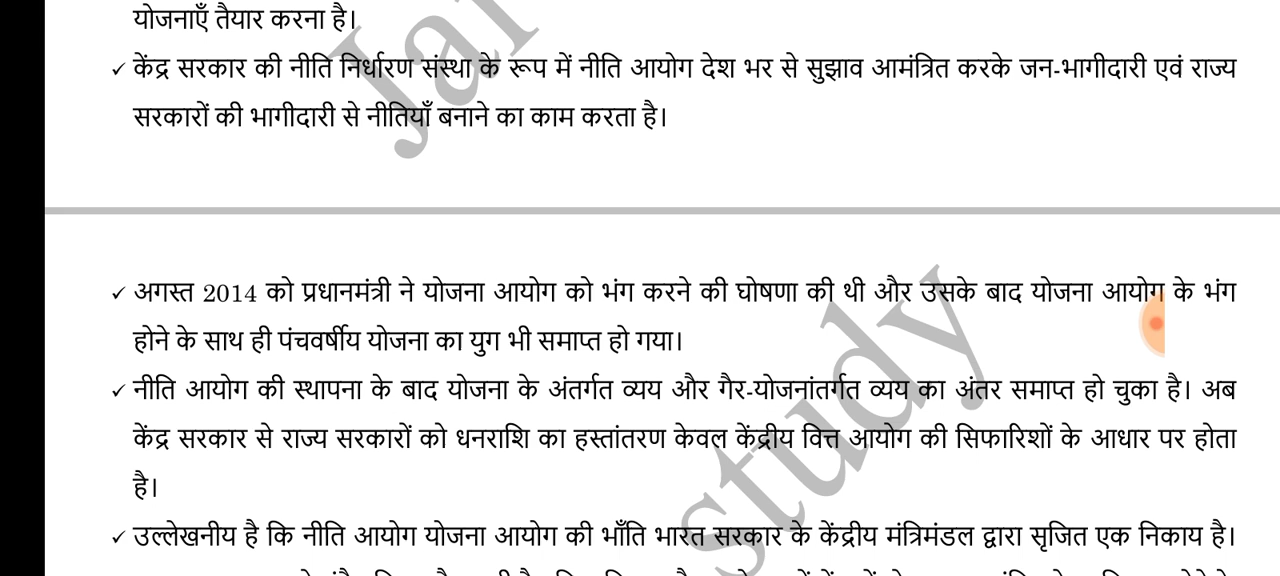 योजनाएँ तैयार करना है।
✓ केंद्र सरकार की नीति निर्धारण संस्था के रूप में नीति आयोग देश भर से सुझाव आमंत्रित करके जन-भागीदारी एवं राज्य
सरकारों की भागीदारी से नीतियाँ बनाने का काम करता है।
✓ अगस्त 2014 को प्रधानमंत्री ने योजना आयोग को भंग करने की घोषणा की थी और उसके बाद योजना आयोग के भंग
होने के साथ ही पंचवर्षीय योजना का युग भी समाप्त हो गया।
✓ नीति आयोग की स्थापना के बाद योजना के अंतर्गत व्यय और गैर-योजनांतर्गत व्यय का अंतर समाप्त हो चुका है। अब
केंद्र सरकार से राज्य सरकारों को धनराशि का हस्तांतरण केवल केंद्रीय वित्त आयोग की सिफारिशों के आधार पर होता
है।
✓ उल्लेखनीय है कि नीति आयोग योजना आयोग की भाँति भारत सरकार के केंद्रीय मंत्रिमंडल द्वारा सृजित एक निकाय है।
study